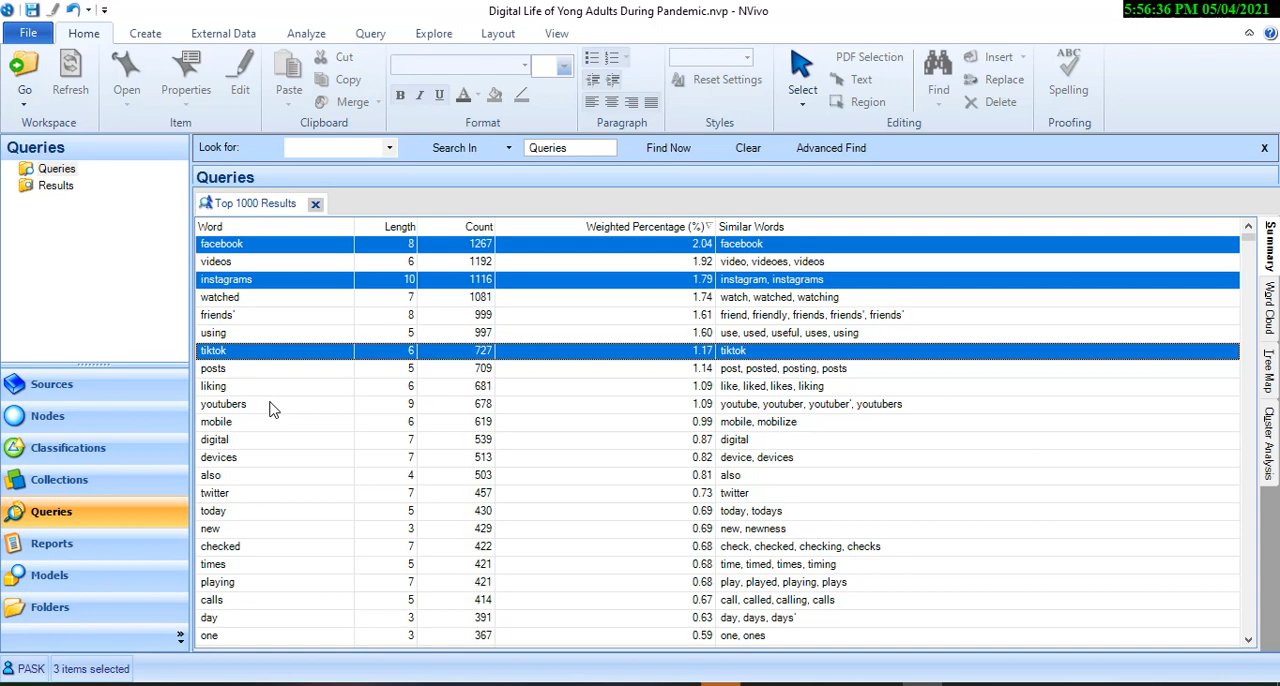 Digital Life of Yong Adults During Pandemic.nvp - NVivo
5:56:36 PM 05/04/2021
File Home Create External Data Analyze Query Explore Layout View
Go Refresh Open Properties Edit Paste Cut Copy Merge
B I U A
Reset Settings
Select PDF Selection Text Region Find Insert Replace Delete
ABC Spelling
Workspace Item Clipboard Format Paragraph Styles Editing Proofing
Queries
Queries
Results
Look for: Search In Queries Find Now Clear Advanced Find X
Queries
Top 1000 Results x
Word Length Count Weighted Percentage (%) Similar Words
facebook 8 1267 2.04 facebook
videos 6 1192 1.92 video, videoes, videos
instagrams 10 1116 1.79 instagram, instagrams
watched 7 1081 1.74 watch, watched, watching
friends' 8 999 1.61 friend, friendly, friends, friends', friends'
using 5 997 1.60 use, used, useful, uses, using
tiktok 6 727 1.17 tiktok
posts 5 709 1.14 post, posted, posting, posts
liking 6 681 1.09 like, liked, likes, liking
youtubers 9 678 1.09 youtube, youtuber, youtuber', youtubers
mobile 6 619 0.99 mobile, mobilize
digital 7 539 0.87 digital
devices 7 513 0.82 device, devices
also 4 503 0.81 also
twitter 7 457 0.73 twitter
today 5 430 0.69 today, todays
new 3 429 0.69 new, newness
checked 7 422 0.68 check, checked, checking, checks
times 5 421 0.68 time, timed, times, timing
playing 7 421 0.68 play, played, playing, plays
calls 5 414 0.67 call, called, calling, calls
day 3 391 0.63 day, days, days'
one 3 367 0.59 one, ones
Summary
Word Cloud
Tree Map
Cluster Analysis
Sources
Nodes
Classifications
Collections
Queries
Reports
Models
Folders
PASK 3 items selected